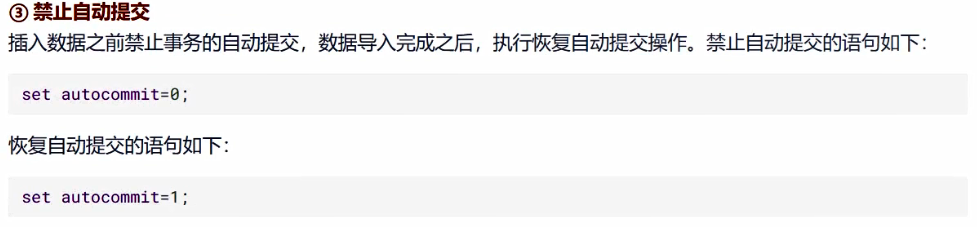 ③ 禁止自动提交
插入数据之前禁止事务的自动提交，数据导入完成之后，执行恢复自动提交操作。禁止自动提交的语句如下：
set autocommit=0;
恢复自动提交的语句如下：
set autocommit=1;